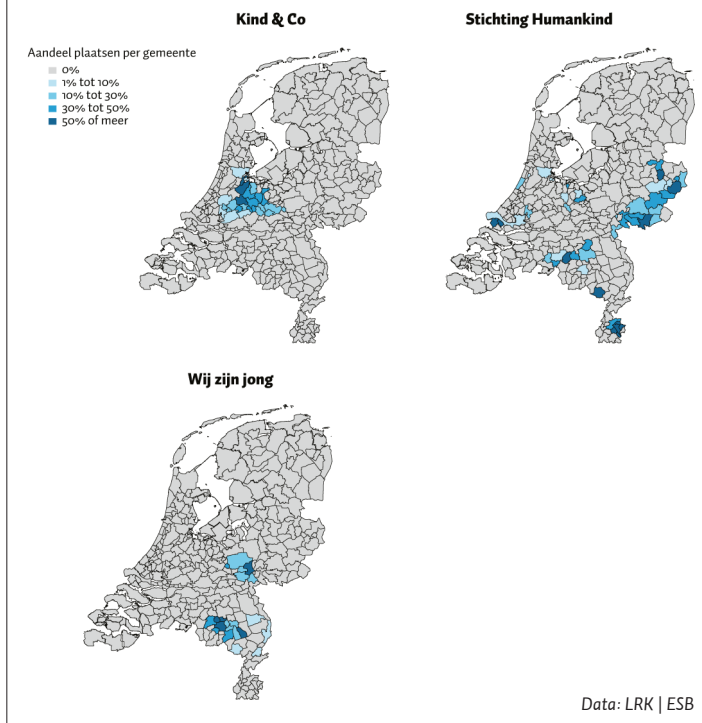 Kind & Co
Stichting Humankind
Aandeel plaatsen per gemeente
0%
1% tot 10%
10% tot 30%
30% tot 50%
50% of meer
Wij zijn jong
Data: LRK | ESB